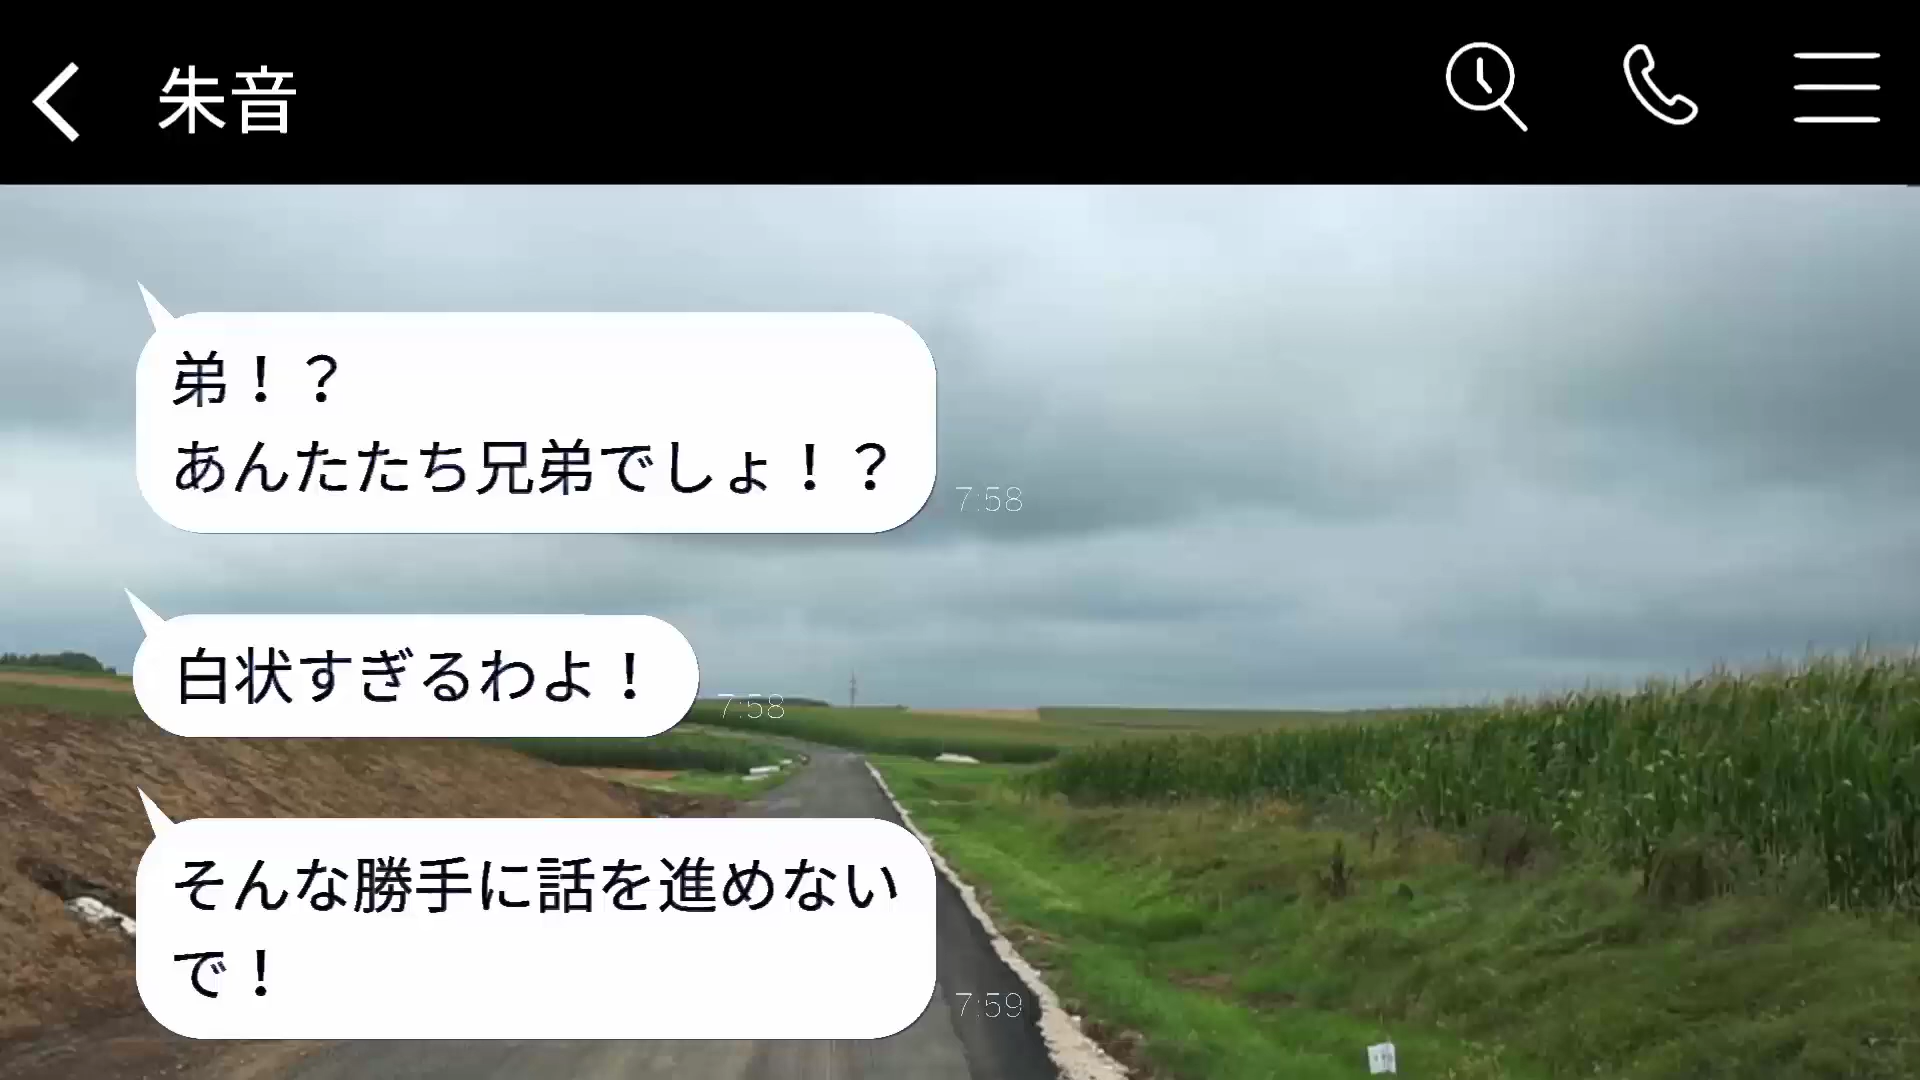 朱音
弟！？
あんたたち兄弟でしょ！？
7:58
白状すぎるわよ！
7:58
そんな勝手に話を進めない
で！
7:59